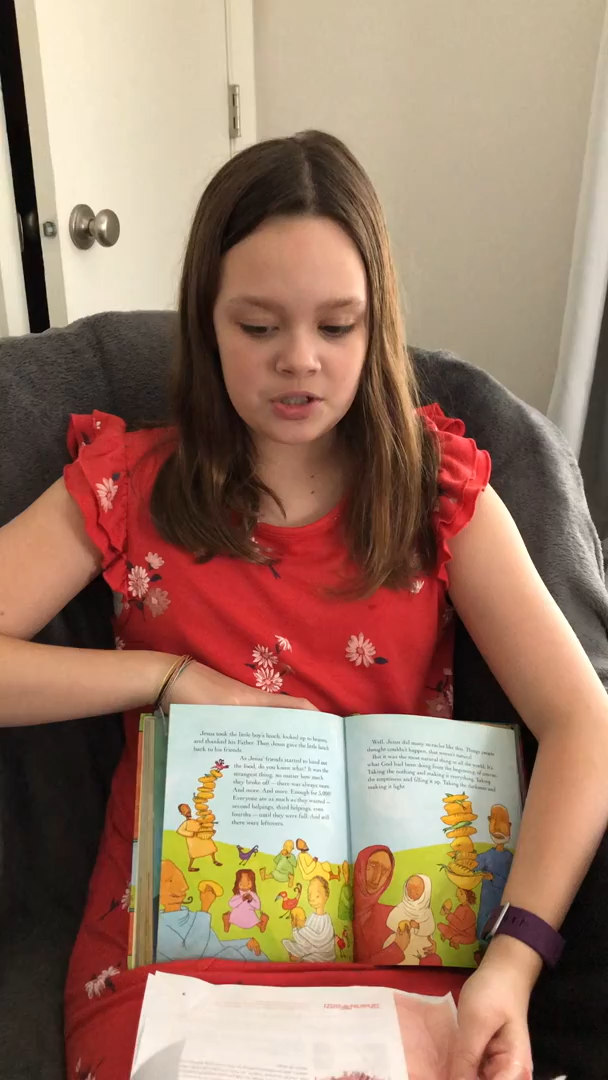 Jesus took the little boy's lunch, looked up to heaven,
and thanked his Father. Then Jesus gave the little lunch
back to his friends.
As Jesus' friends started to hand out
the food, do you know what? It was the
strangest thing, no matter how much
they broke off — there was always more.
And more. And more. Enough for 5,000!
Everyone ate as much as they wanted —
second helpings, third helpings, even
fourths — until they were full. And still
there were leftovers.
Well, Jesus did many miracles like this. Things people
thought couldn't happen, that weren't natural.
But it was the most natural thing in all the world. It's
what God had been doing from the beginning, of course.
Taking the nothing and making it everything. Taking
the emptiness and filling it up. Taking the darkness and
making it light.